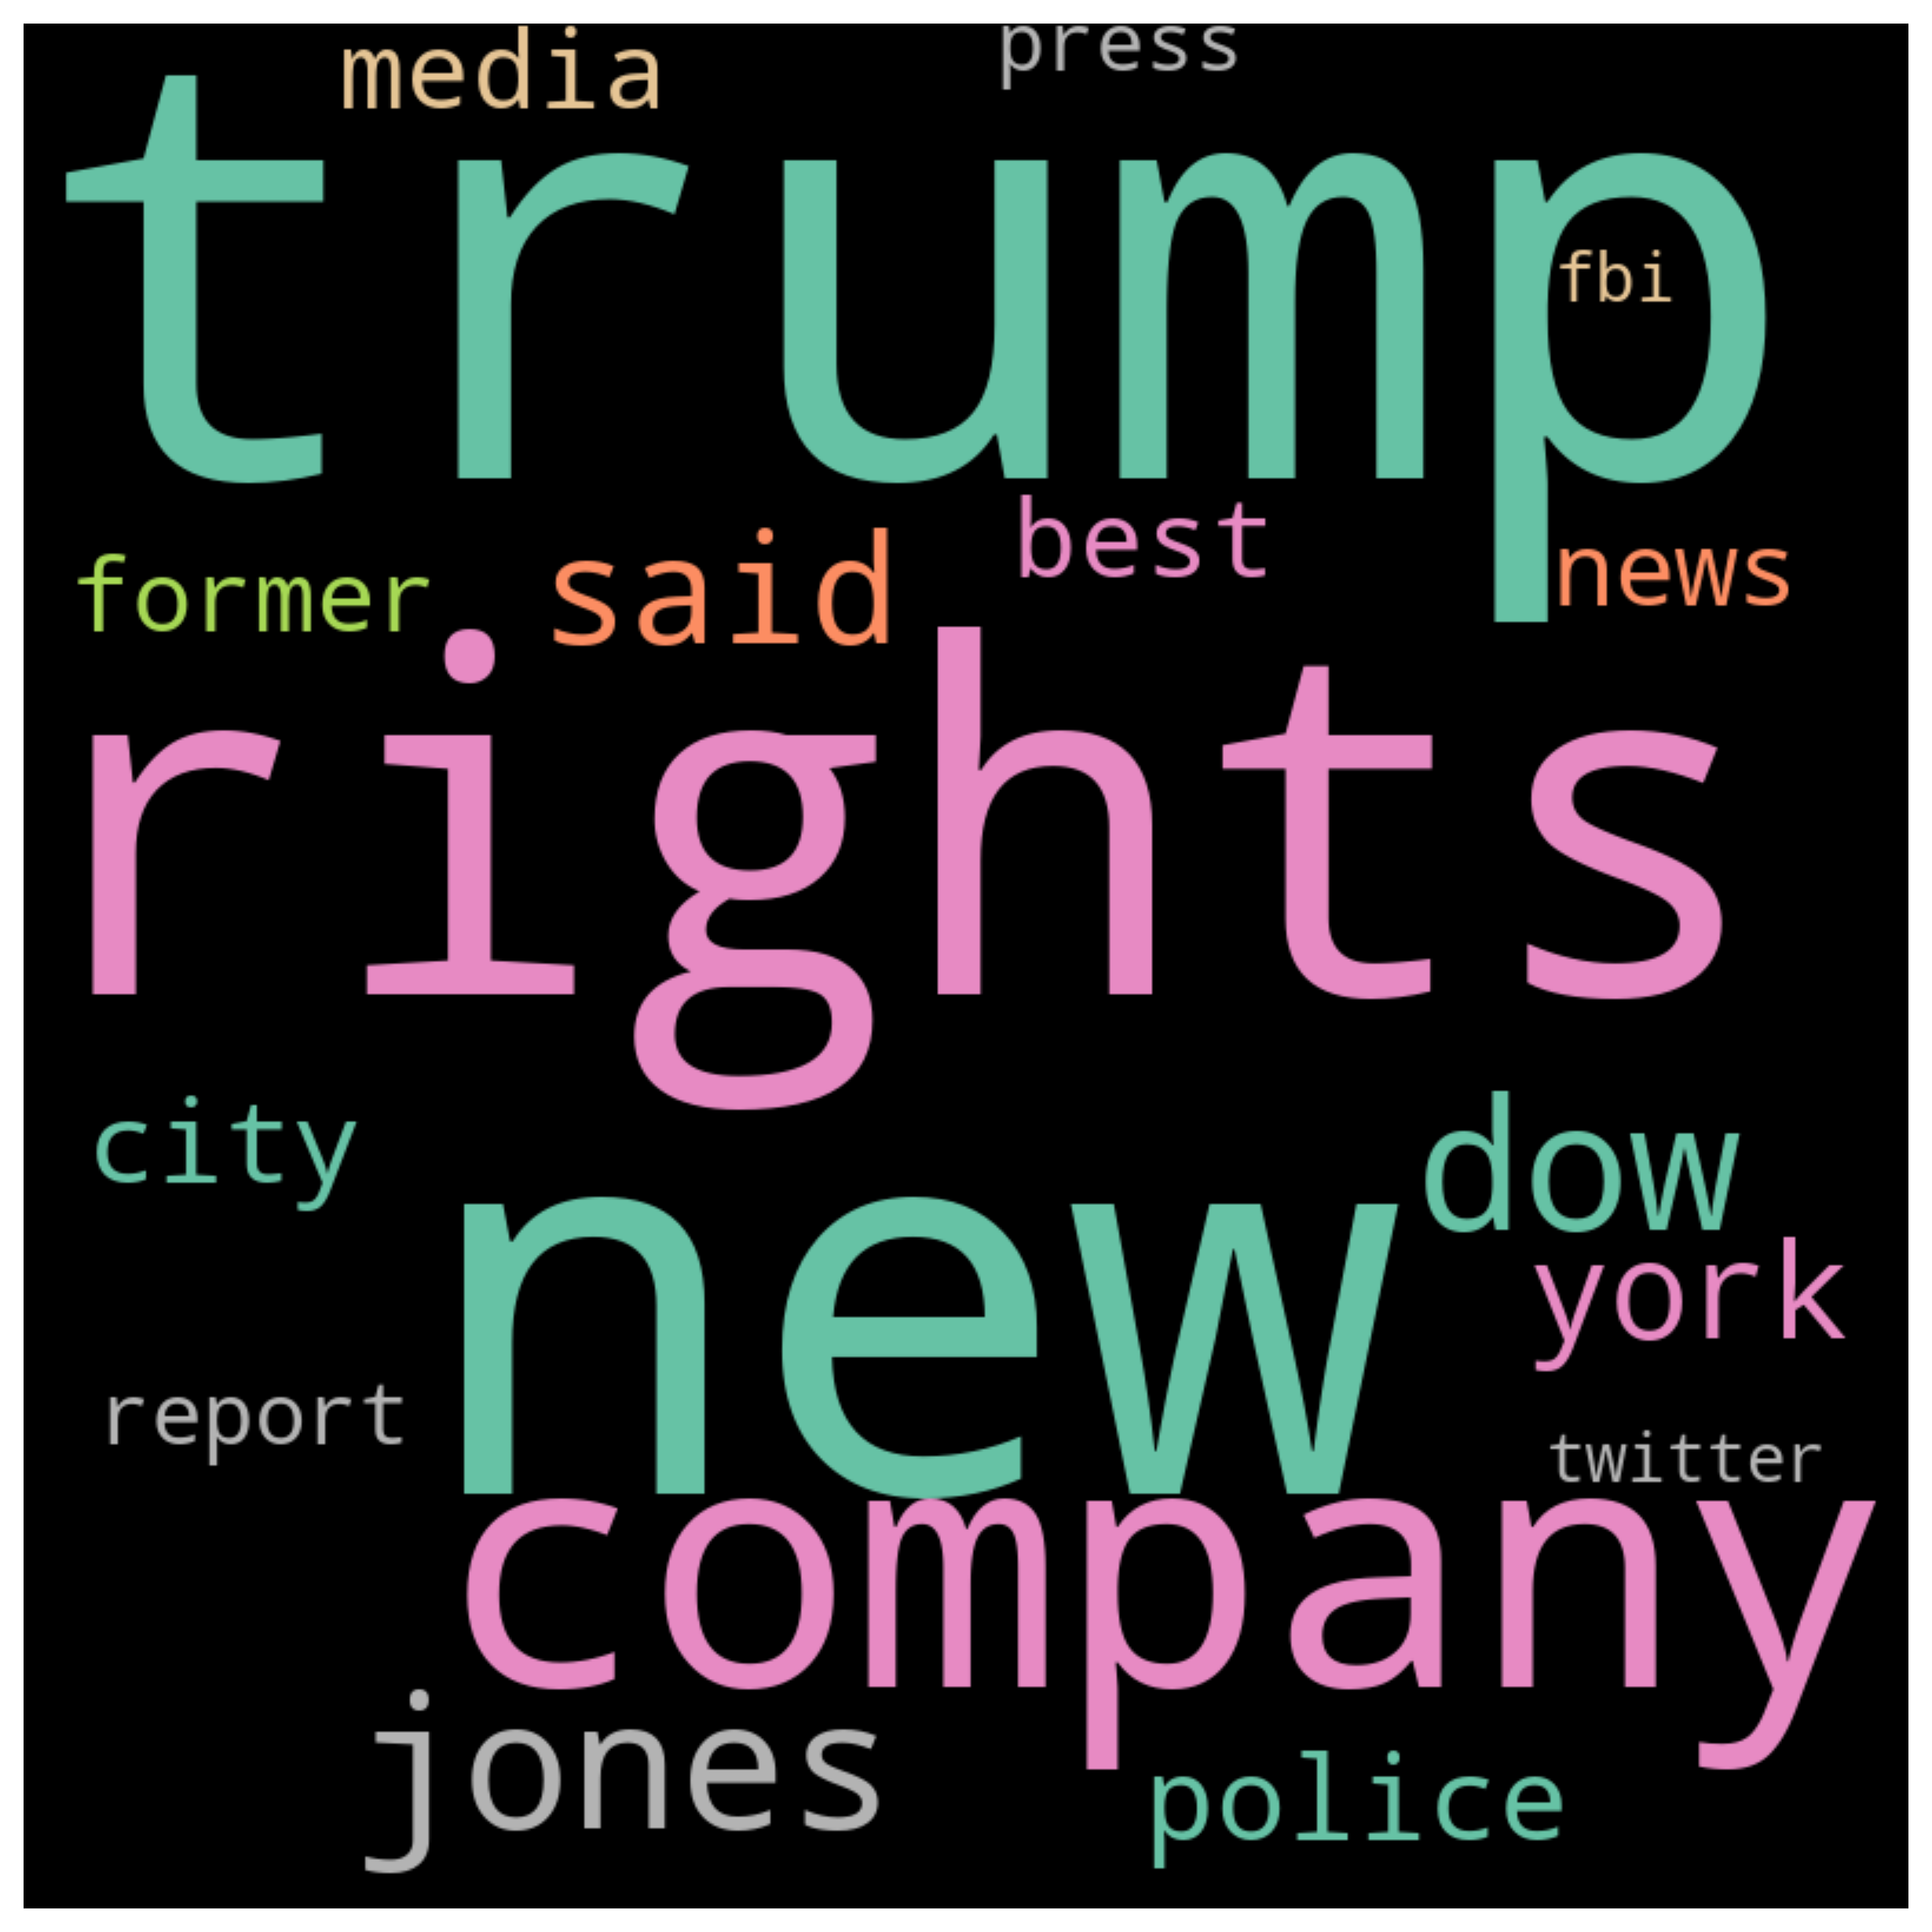 media press
trump
fbi
former said best news
rights
city dow
new york
report twitter
company
jones police